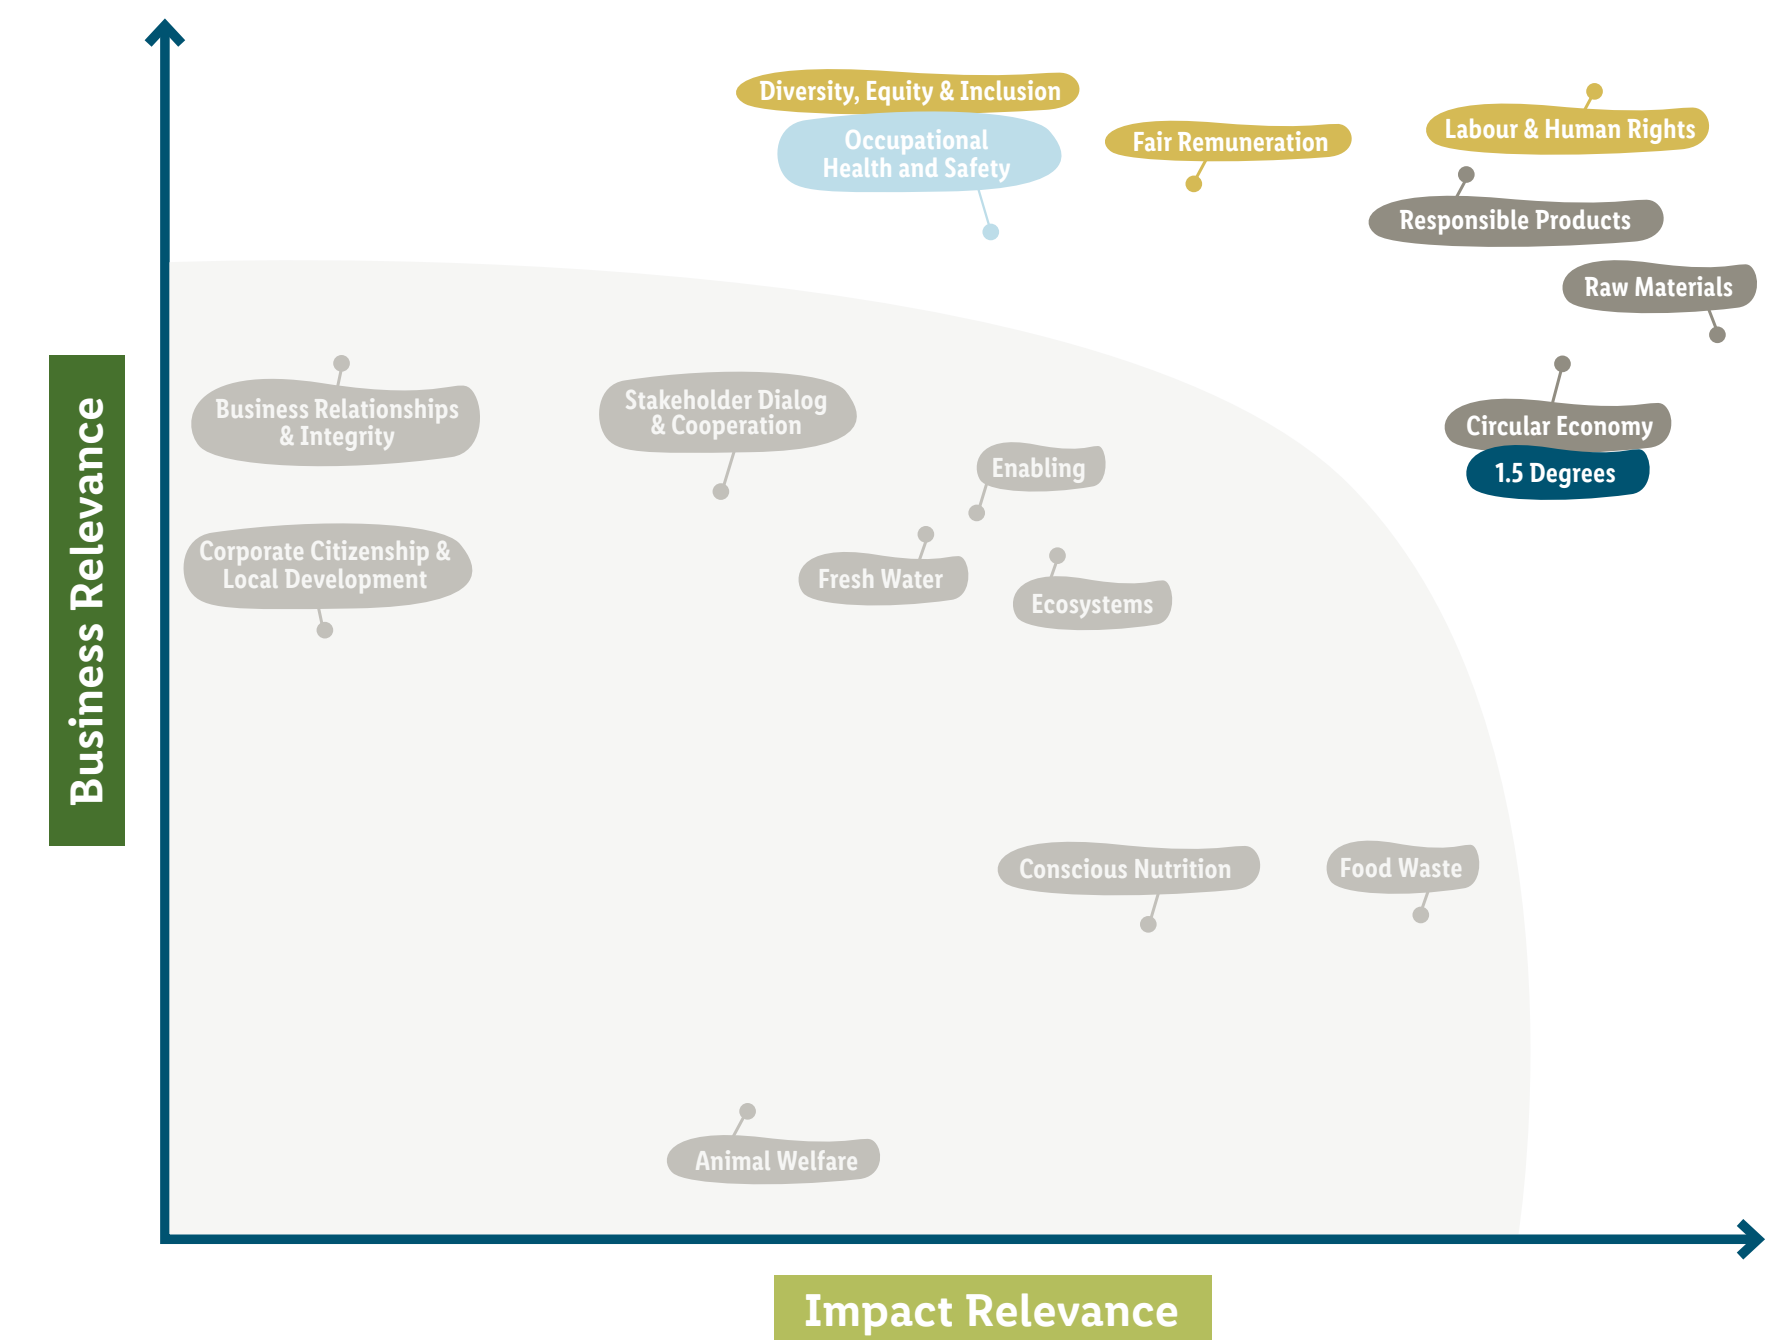 Diversity, Equity & Inclusion
Occupational
Health and Safety
Fair Remuneration
Labour & Human Rights
Responsible Products
Raw Materials
Circular Economy
1.5 Degrees
Business Relationships
& Integrity
Stakeholder Dialog
& Cooperation
Enabling
Corporate Citizenship &
Local Development
Fresh Water
Ecosystems
Conscious Nutrition
Food Waste
Animal Welfare
Business Relevance
Impact Relevance